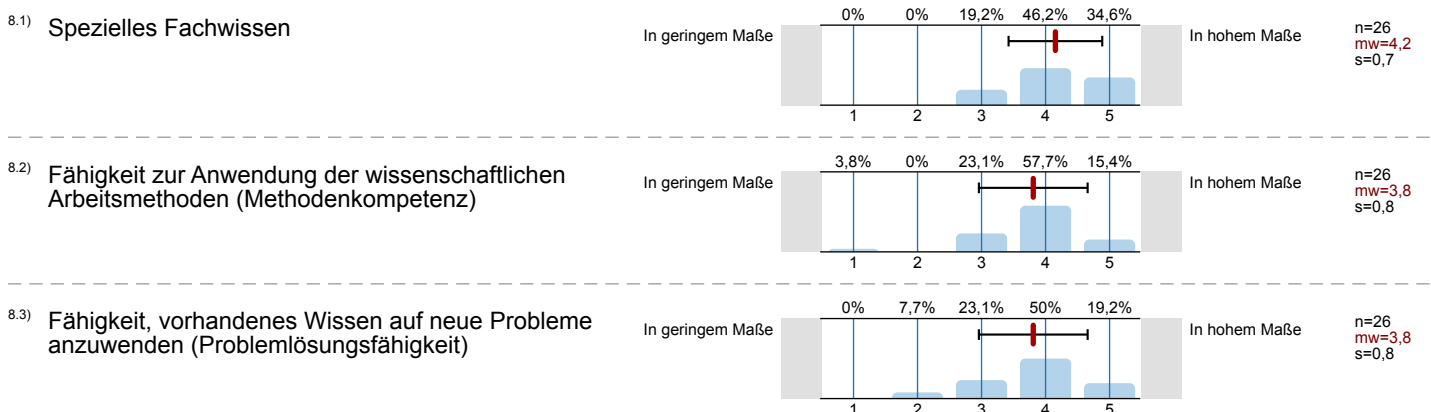 8.1) Spezielles Fachwissen
0% 0% 19,2% 46,2% 34,6%
In geringem Maße
In hohem Maße
n=26
mw=4,2
s=0,7
1 2 3 4 5
8.2) Fähigkeit zur Anwendung der wissenschaftlichen
Arbeitsmethoden (Methodenkompetenz)
3,8% 0% 23,1% 57,7% 15,4%
In geringem Maße
In hohem Maße
n=26
mw=3,8
s=0,8
1 2 3 4 5
8.3) Fähigkeit, vorhandenes Wissen auf neue Probleme
anzuwenden (Problemlösungsfähigkeit)
0% 7,7% 23,1% 50% 19,2%
In geringem Maße
In hohem Maße
n=26
mw=3,8
s=0,8
1 2 3 4 5